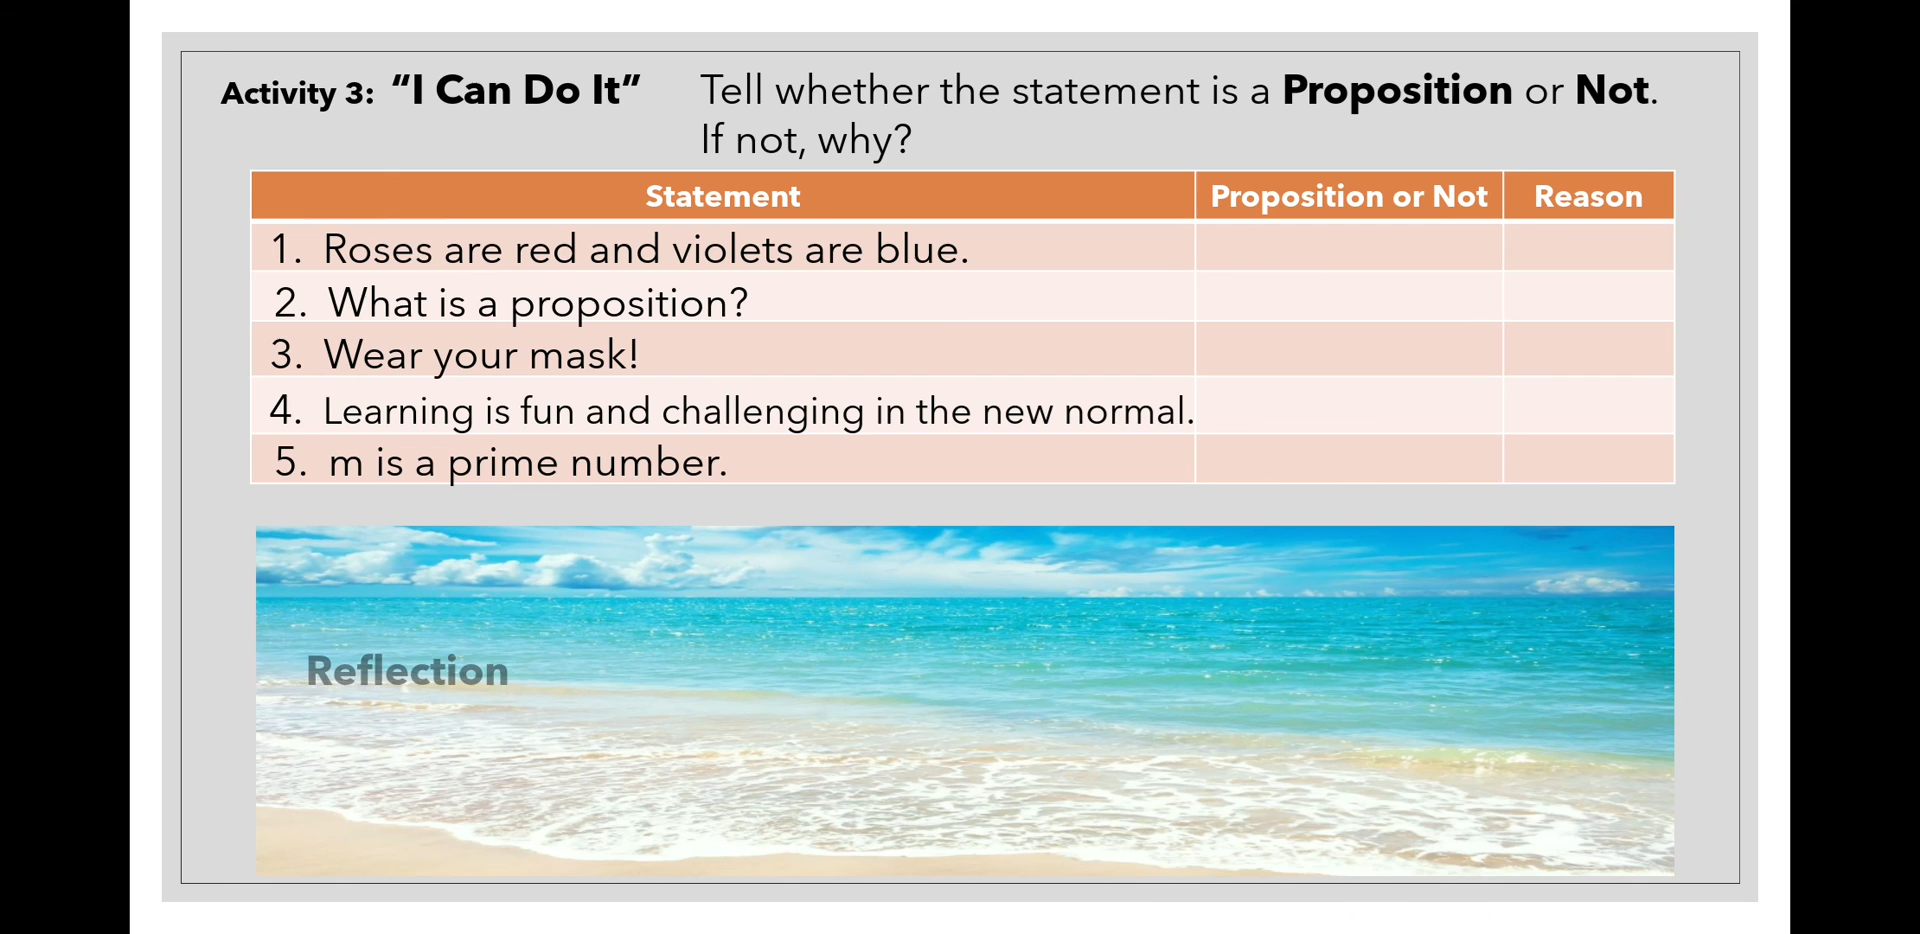 Activity 3: “I Can Do It” Tell whether the statement is a Proposition or Not.
If not, why?
Statement Proposition or Not Reason
1. Roses are red and violets are blue.
2. What is a proposition?
3. Wear your mask!
4. Learning is fun and challenging in the new normal.
5. m is a prime number.
Reflection